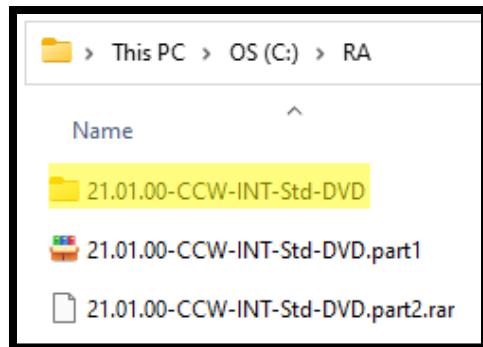 This PC > OS (C:) > RA
Name
21.01.00-CCW-INT-Std-DVD
21.01.00-CCW-INT-Std-DVD.part1
21.01.00-CCW-INT-Std-DVD.part2.rar